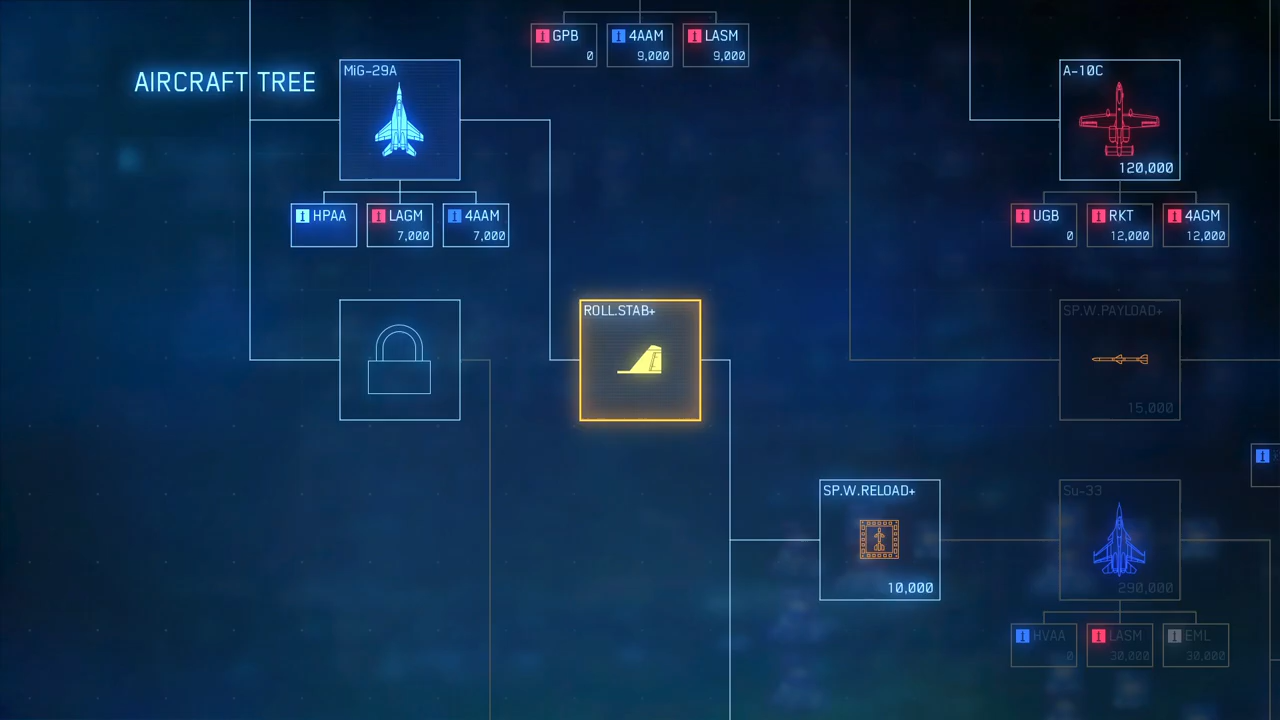 GPB
0
4AAM
9,000
LASM
9,000
AIRCRAFT TREE
MiG-29A
A-10C
120,000
HPAA
LAGM
7,000
4AAM
7,000
UGB
0
RKT
12,000
4AGM
12,000
ROLL.STAB+
SP.W.PAYLOAD+
15,000
SP.W.RELOAD+
10,000
Su-33
290,000
HVAA
0
LASM
30,000
EML
30,000